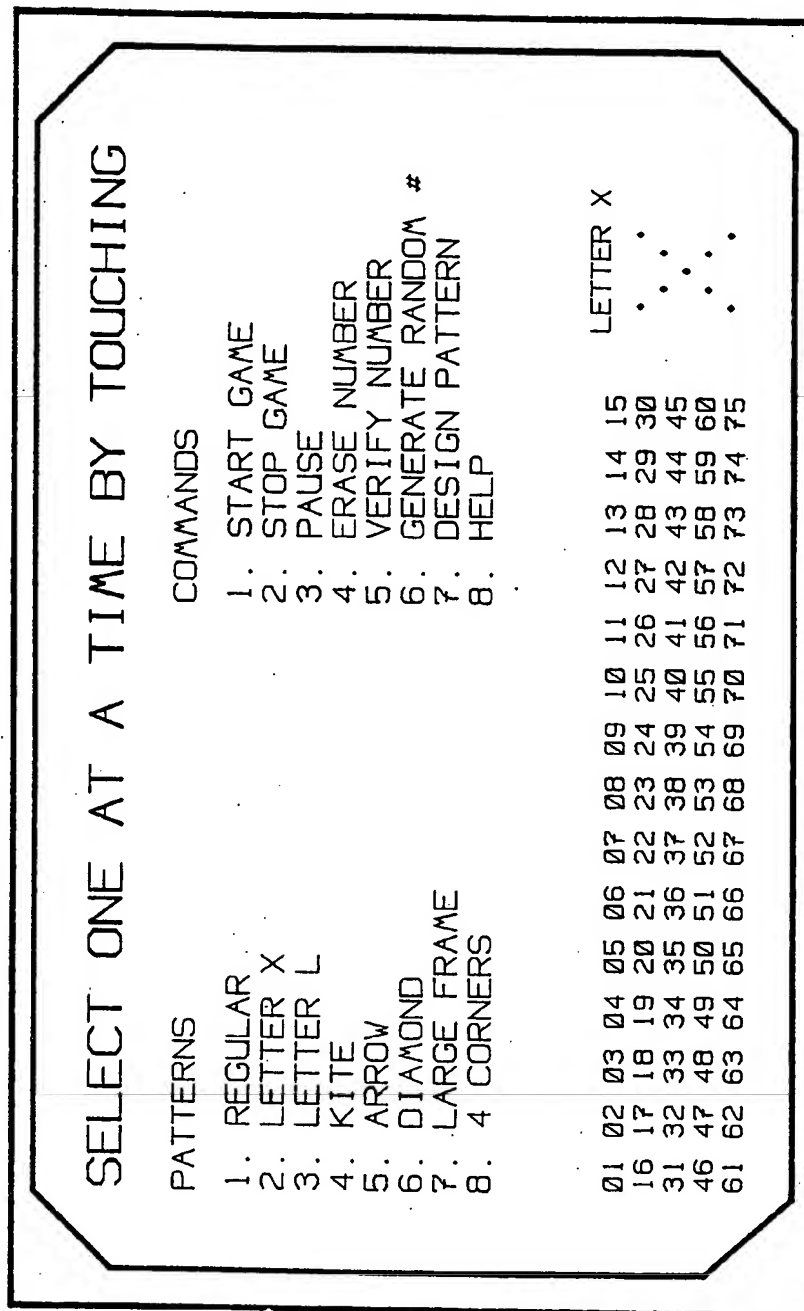 SELECT ONE AT A TIME BY TOUCHING
PATTERNS
1. REGULAR
2. LETTER X
3. LETTER L
4. KITE
5. ARROW
6. DIAMOND
7. LARGE FRAME
8. 4 CORNERS
COMMANDS
1. START GAME
2. STOP GAME
3. PAUSE
4. ERASE NUMBER
5. VERIFY NUMBER
6. GENERATE RANDOM #
7. DESIGN PATTERN
8. HELP
01 02 03 04 05 06 07 08 09 10 11 12 13 14 15
16 17 18 19 20 21 22 23 24 25 26 27 28 29 30
31 32 33 34 35 36 37 38 39 40 41 42 43 44 45
46 47 48 49 50 51 52 53 54 55 56 57 58 59 60
61 62 63 64 65 66 67 68 69 70 71 72 73 74 75
LETTER X